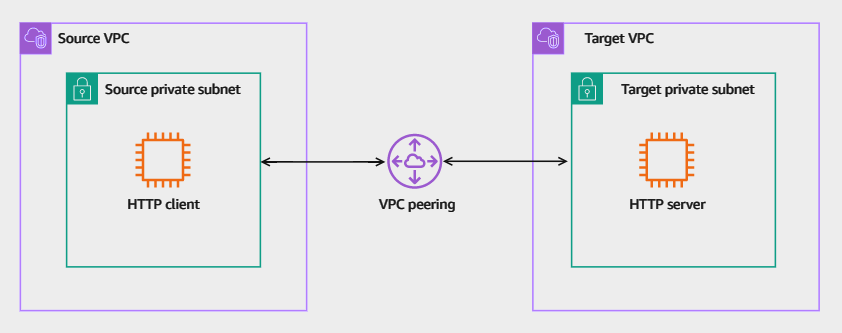 Source VPC
Target VPC
Source private subnet
Target private subnet
HTTP client
VPC peering
HTTP server